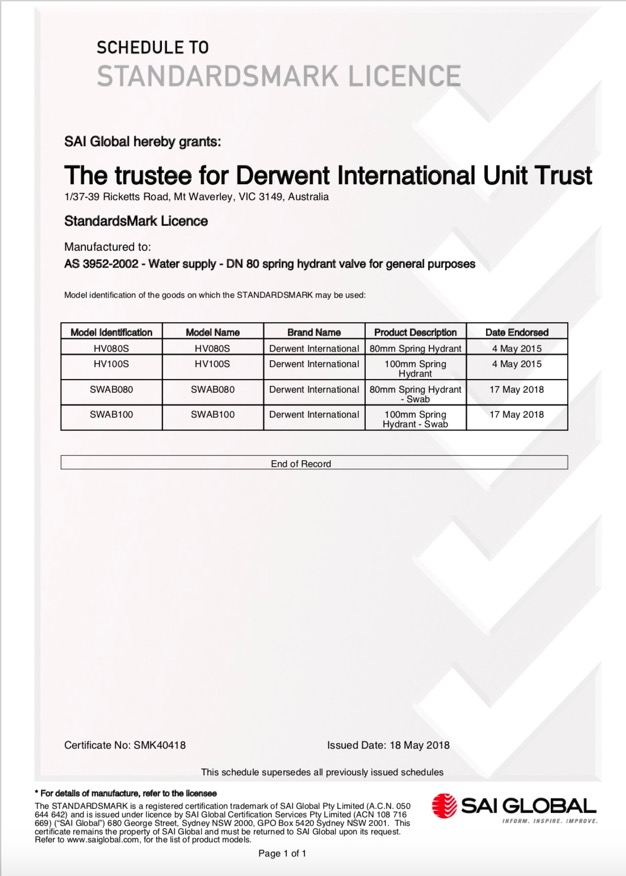 SCHEDULE TO
STANDARDSMARK LICENCE
SAI Global hereby grants:
The trustee for Derwent International Unit Trust
1/37-39 Ricketts Road, Mt Waverley, VIC 3149, Australia
StandardsMark Licence
Manufactured to:
AS 3952-2002 - Water supply - DN 80 spring hydrant valve for general purposes
Model identification of the goods on which the STANDARDSMARK may be used:
Model Identification Model Name Brand Name Product Description Date Endorsed
HV080S HV080S Derwent International 80mm Spring Hydrant 4 May 2015
HV100S HV100S Derwent International 100mm Spring 4 May 2015
Hydrant
SWAB080 SWAB080 Derwent International 80mm Spring Hydrant 17 May 2018
- Swab
SWAB100 SWAB100 Derwent International 100mm Spring 17 May 2018
Hydrant - Swab
End of Record
Certificate No: SMK40418 Issued Date: 18 May 2018
This schedule supersedes all previously issued schedules
* For details of manufacture, refer to the licensee
The STANDARDSMARK is a registered certification trademark of SAI Global Pty Limited (A.C.N. 050
644 642) and is issued under licence by SAI Global Certification Services Pty Limited (ACN 108 716
669) (“SAI Global”) 680 George Street, Sydney NSW 2000, GPO Box 5420 Sydney NSW 2001. This
certificate remains the property of SAI Global and must be returned to SAI Global upon its request.
Refer to www.saiglobal.com, for the list of product models.
SAI GLOBAL
INFORM. INSPIRE. IMPROVE.
Page 1 of 1